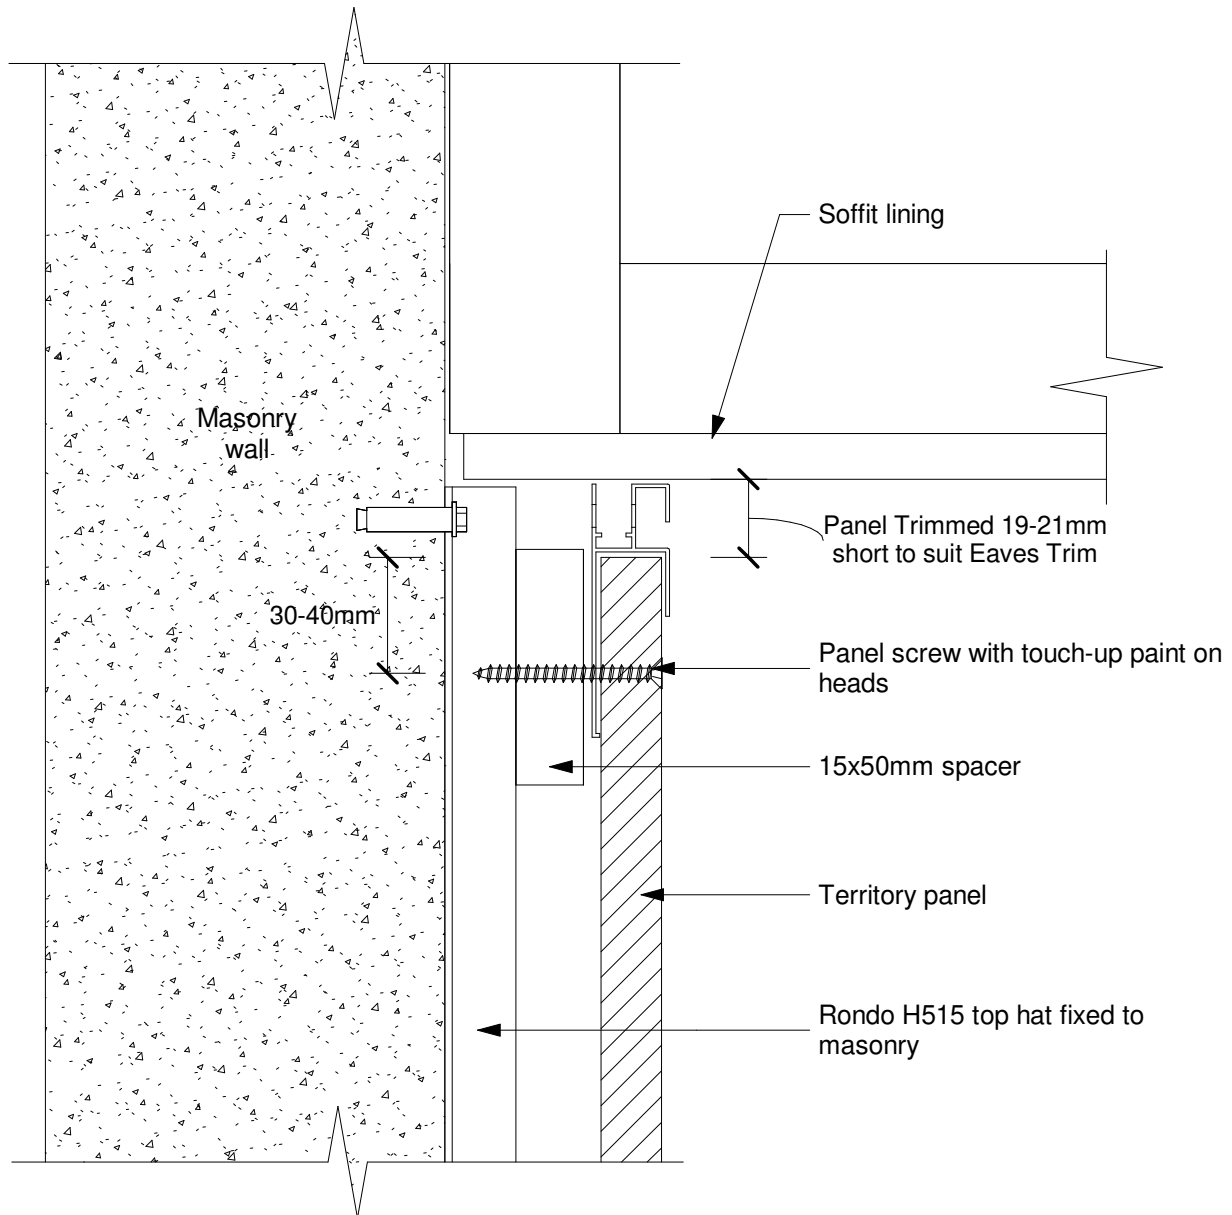 Soffit lining
Masonry
wall
Panel Trimmed 19-21mm
short to suit Eaves Trim
30-40mm
Panel screw with touch-up paint on
heads
15x50mm spacer
Territory panel
Rondo H515 top hat fixed to
masonry